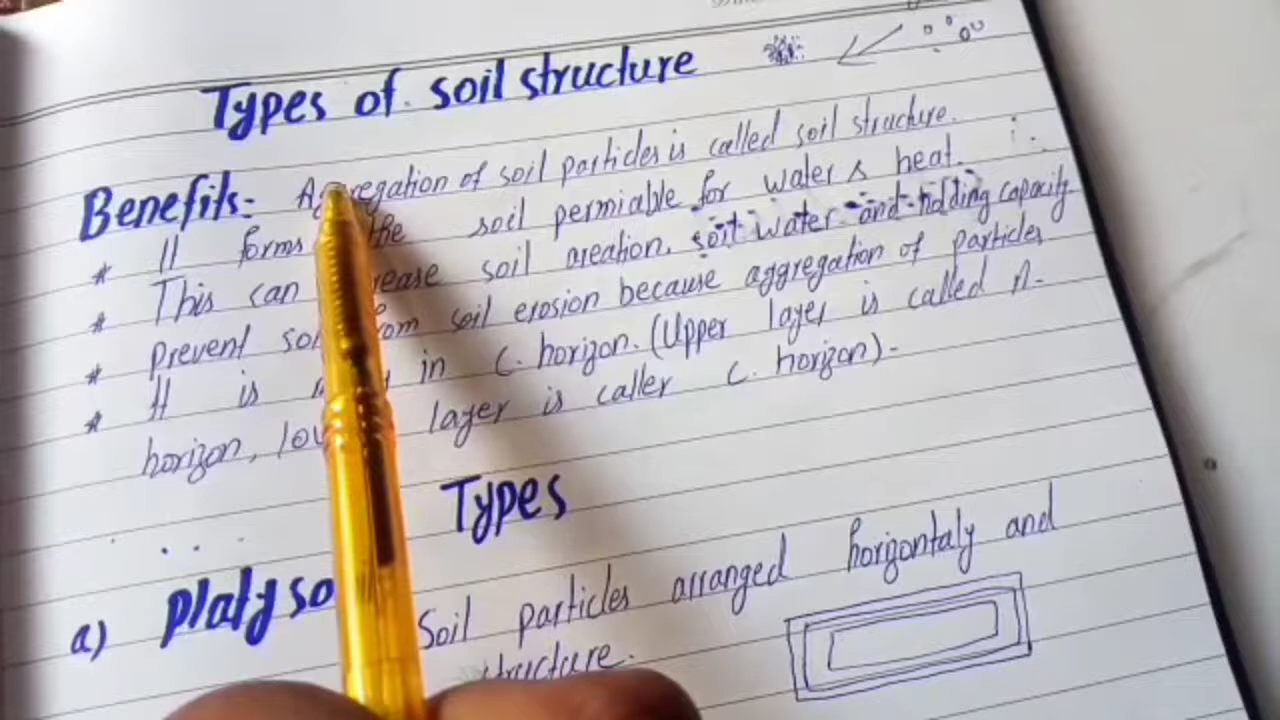 Types of soil structure
Benefits:- Aggregation of soil particles is called soil structure.
* It forms the soil permiable for water & heat.
* This can rease soil areation. soil water and holding capacity
* prevent soi from soil erosion because aggregation of particles
* It is in C. horizon. (Upper layer is called A-
horizon, lo layer is caller C. horizon).
Types
a) Platy so Soil particles arranged horizontaly and
structure.